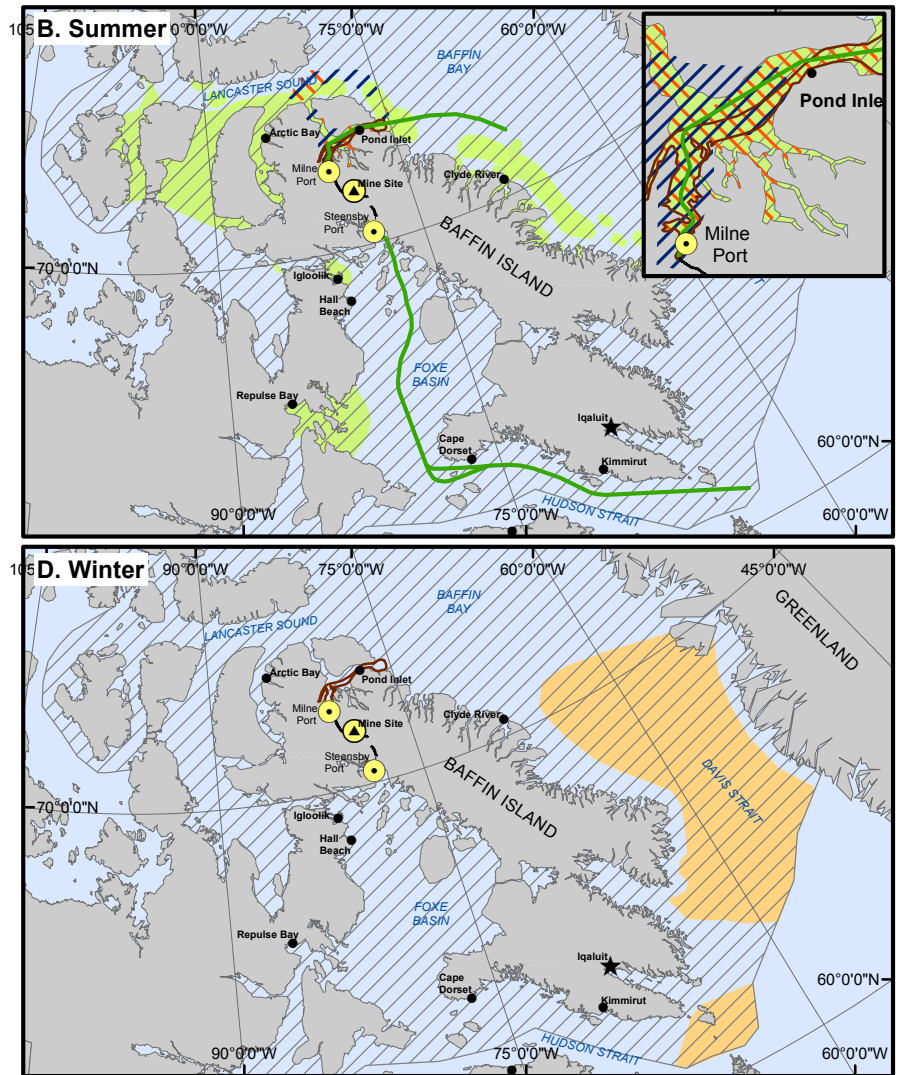 105
75°0'0"W
60°0'0"W
B. Summer
BAFFIN
BAY
LANCASTER SOUND
Arctic Bay
Pond Inlet
Milne
Port
Mine Site
Steensby
Port
Clyde River
BAFFIN ISLAND
70°0'0"N
Igloolik
Hall
Beach
FOXE
BASIN
Repulse Bay
Iqaluit
Cape
Dorset
Kimmirut
60°0'0"N
HUDSON STRAIT
90°0'0"W
75°0'0"W
60°0'0"W
Pond Inle
Milne
Port
105
90°0'0"W
75°0'0"W
60°0'0"W
45°0'0"W
D. Winter
GREENLAND
BAFFIN
BAY
LANCASTER SOUND
Arctic Bay
Pond Inlet
Milne
Port
Mine Site
Clyde River
Steensby
Port
DAVIS STRAIT
BAFFIN ISLAND
70°0'0"N
Igloolik
Hall
Beach
FOXE
BASIN
Repulse Bay
Iqaluit
Cape
Dorset
Kimmirut
60°0'0"N
HUDSON STRAIT
90°0'0"W
75°0'0"W
60°0'0"W